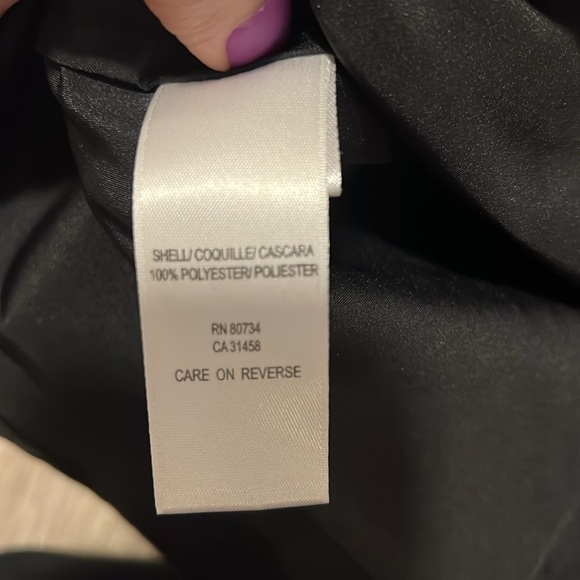 SHELL/ COQUILLE/ CASCARA
100% POLYESTER/ POLIESTER
RN 80734
CA 31458
CARE ON REVERSE